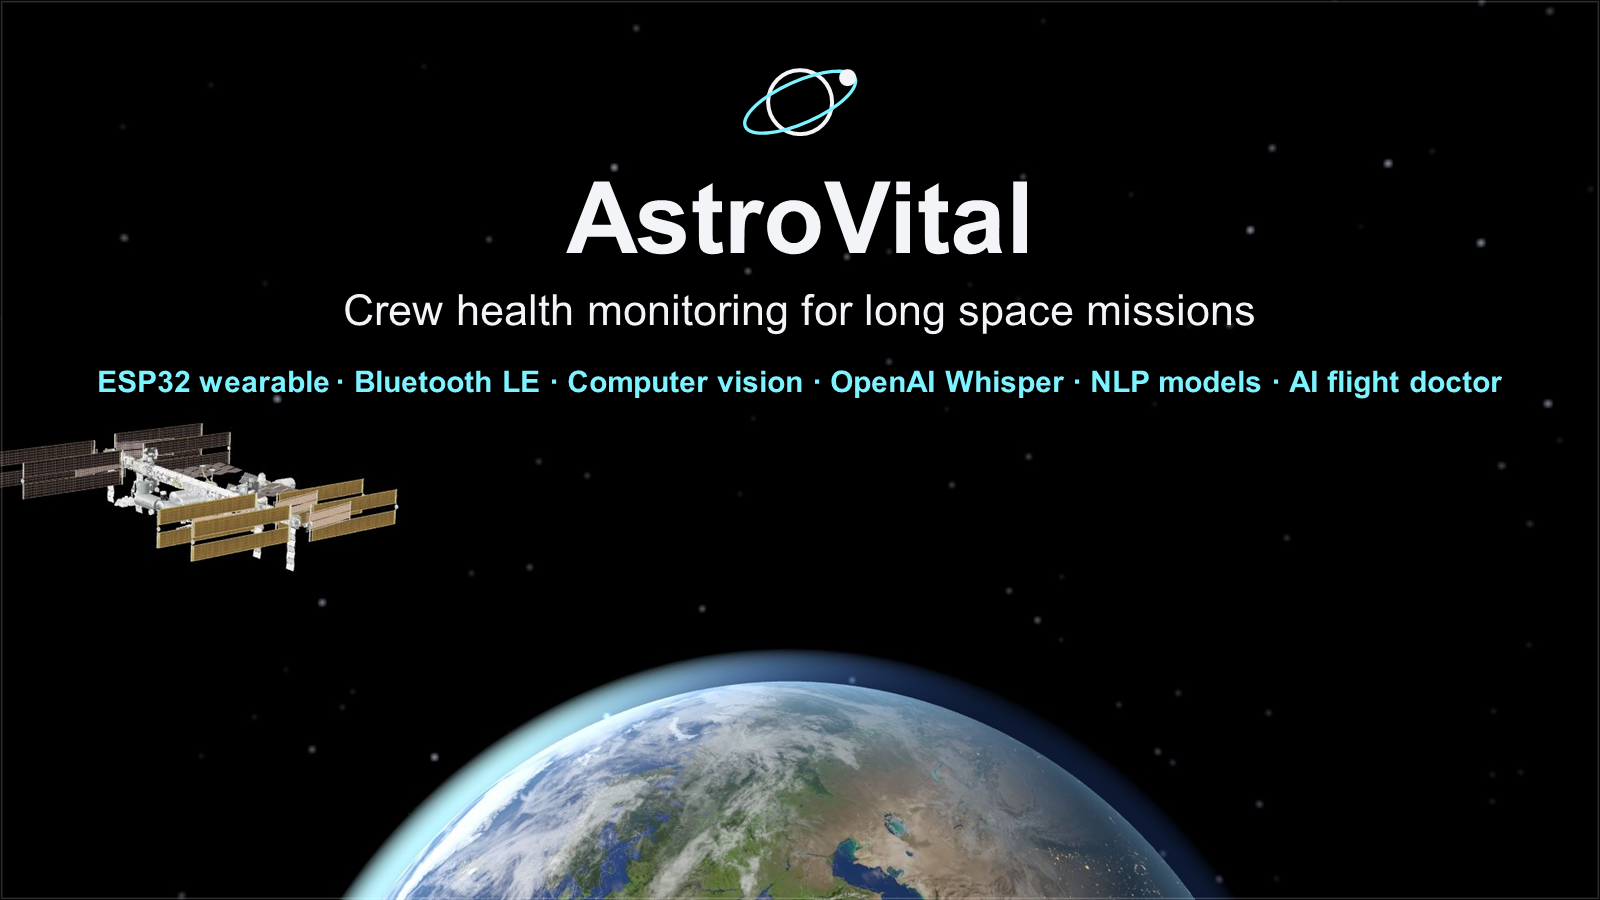 AstroVital
Crew health monitoring for long space missions
ESP32 wearable · Bluetooth LE · Computer vision · OpenAI Whisper · NLP models · AI flight doctor